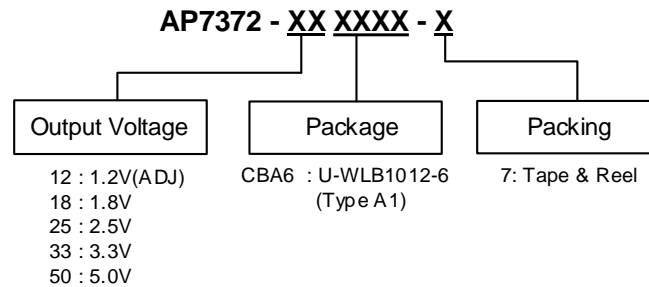 AP7372 - XX XXXX - X
Output Voltage
12 : 1.2V(ADJ)
18 : 1.8V
25 : 2.5V
33 : 3.3V
50 : 5.0V
Package
CBA6 : U-WLB1012-6
(Type A1)
Packing
7: Tape & Reel